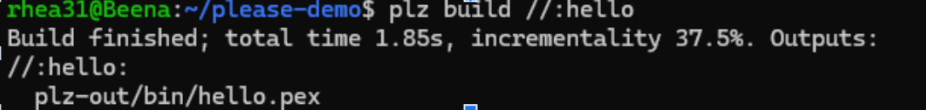 rhea31@Beena:~/please-demo$ plz build //:hello
Build finished; total time 1.85s, incrementality 37.5%. Outputs:
//:hello:
  plz-out/bin/hello.pex